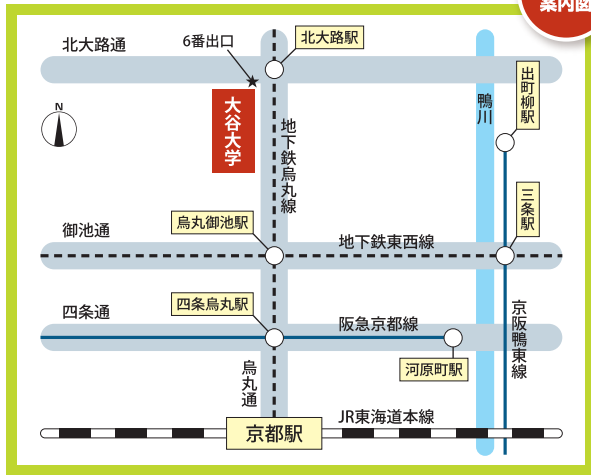 案内図
北大路通
6番出口
北大路駅
大谷大学
地下鉄烏丸線
鴨川
出町柳駅
N
御池通
烏丸御池駅
地下鉄東西線
三条駅
四条通
四条烏丸駅
阪急京都線
河原町駅
京阪鴨東線
烏丸通
京都駅
JR東海道本線